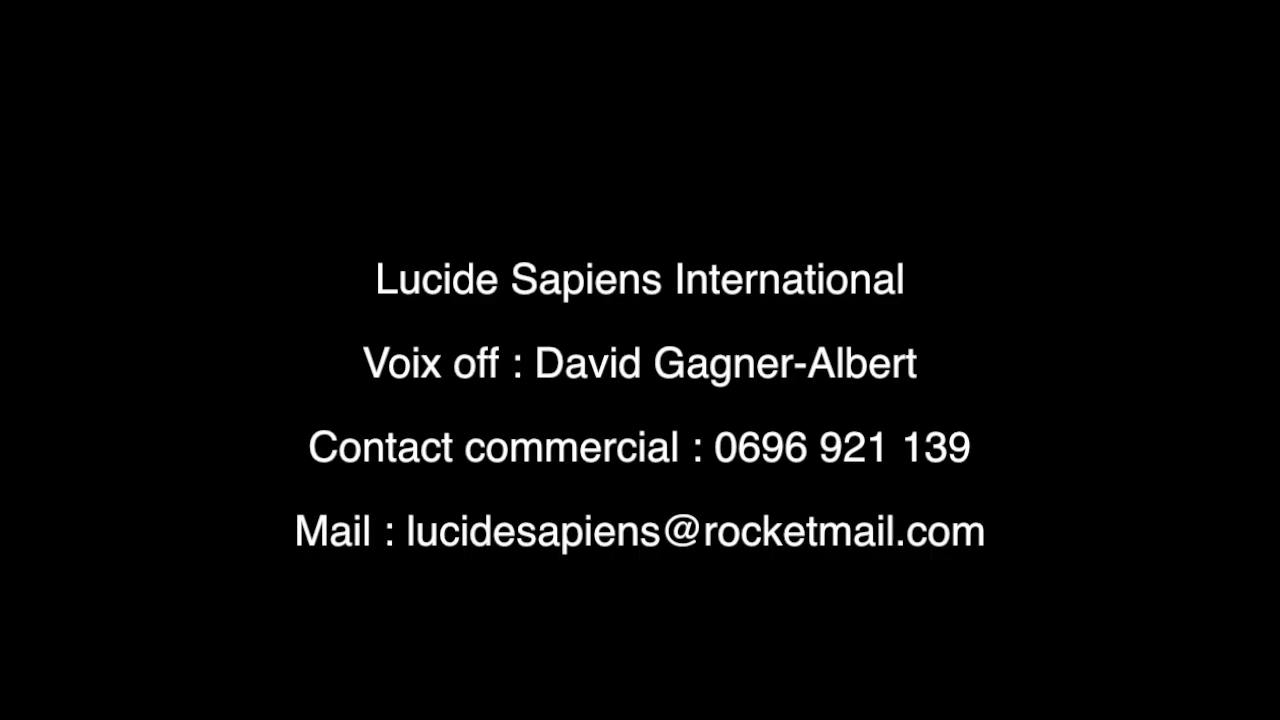 Lucide Sapiens International
Voix off : David Gagner-Albert
Contact commercial : 0696 921 139
Mail : lucidesapiens@rocketmail.com